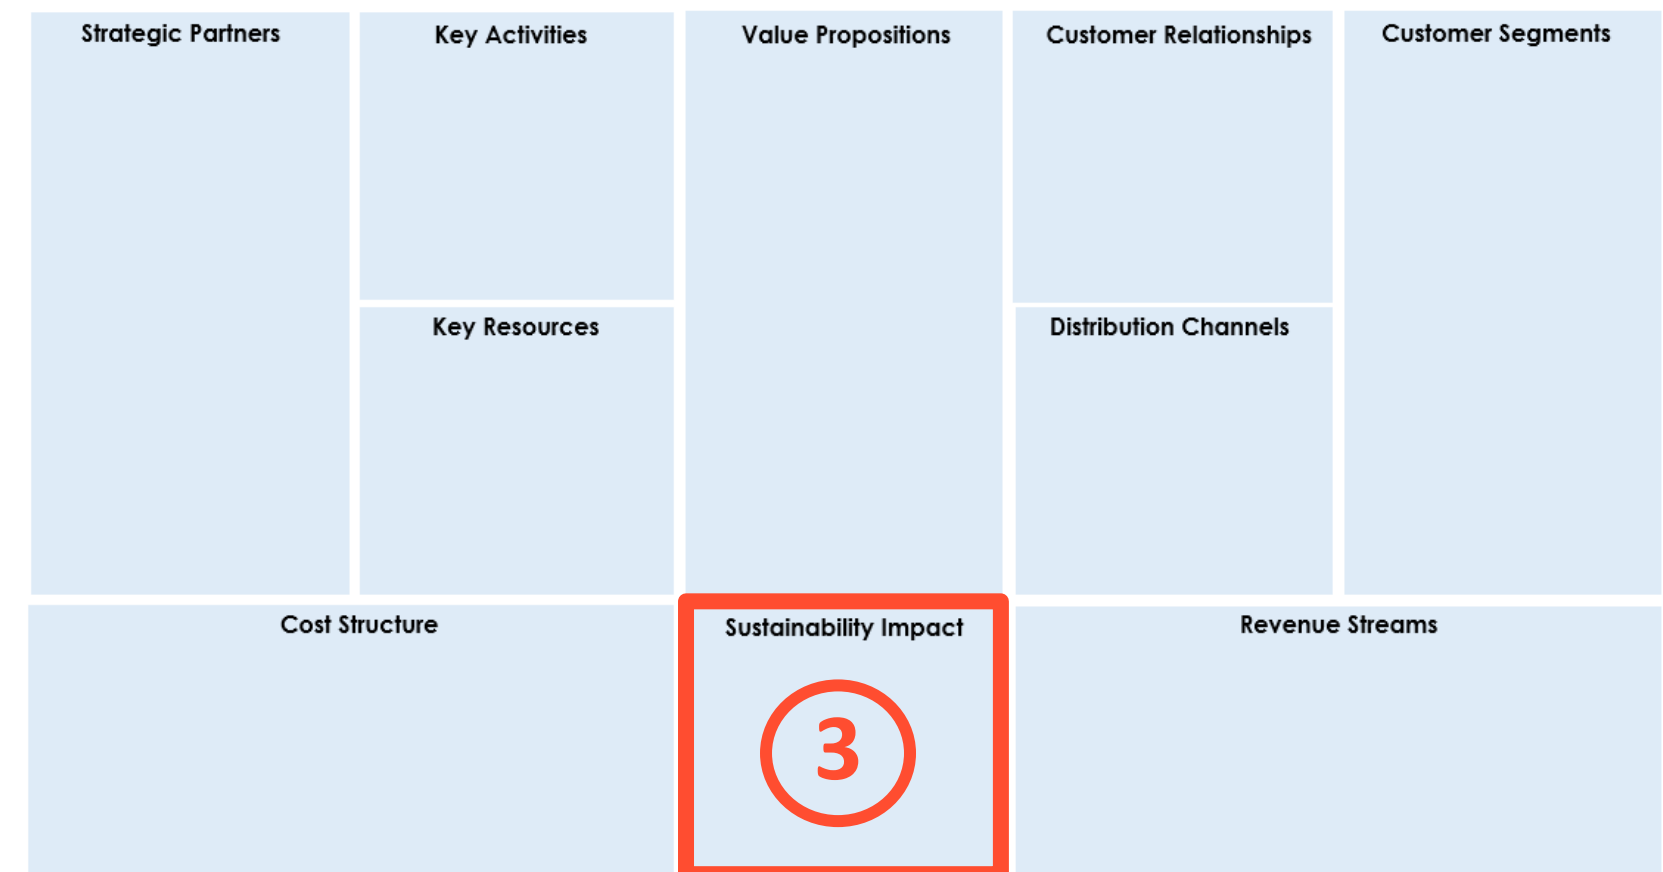 Strategic Partners
Key Activities
Value Propositions
Customer Relationships
Customer Segments
Key Resources
Distribution Channels
Cost Structure
Sustainability Impact
Revenue Streams
3